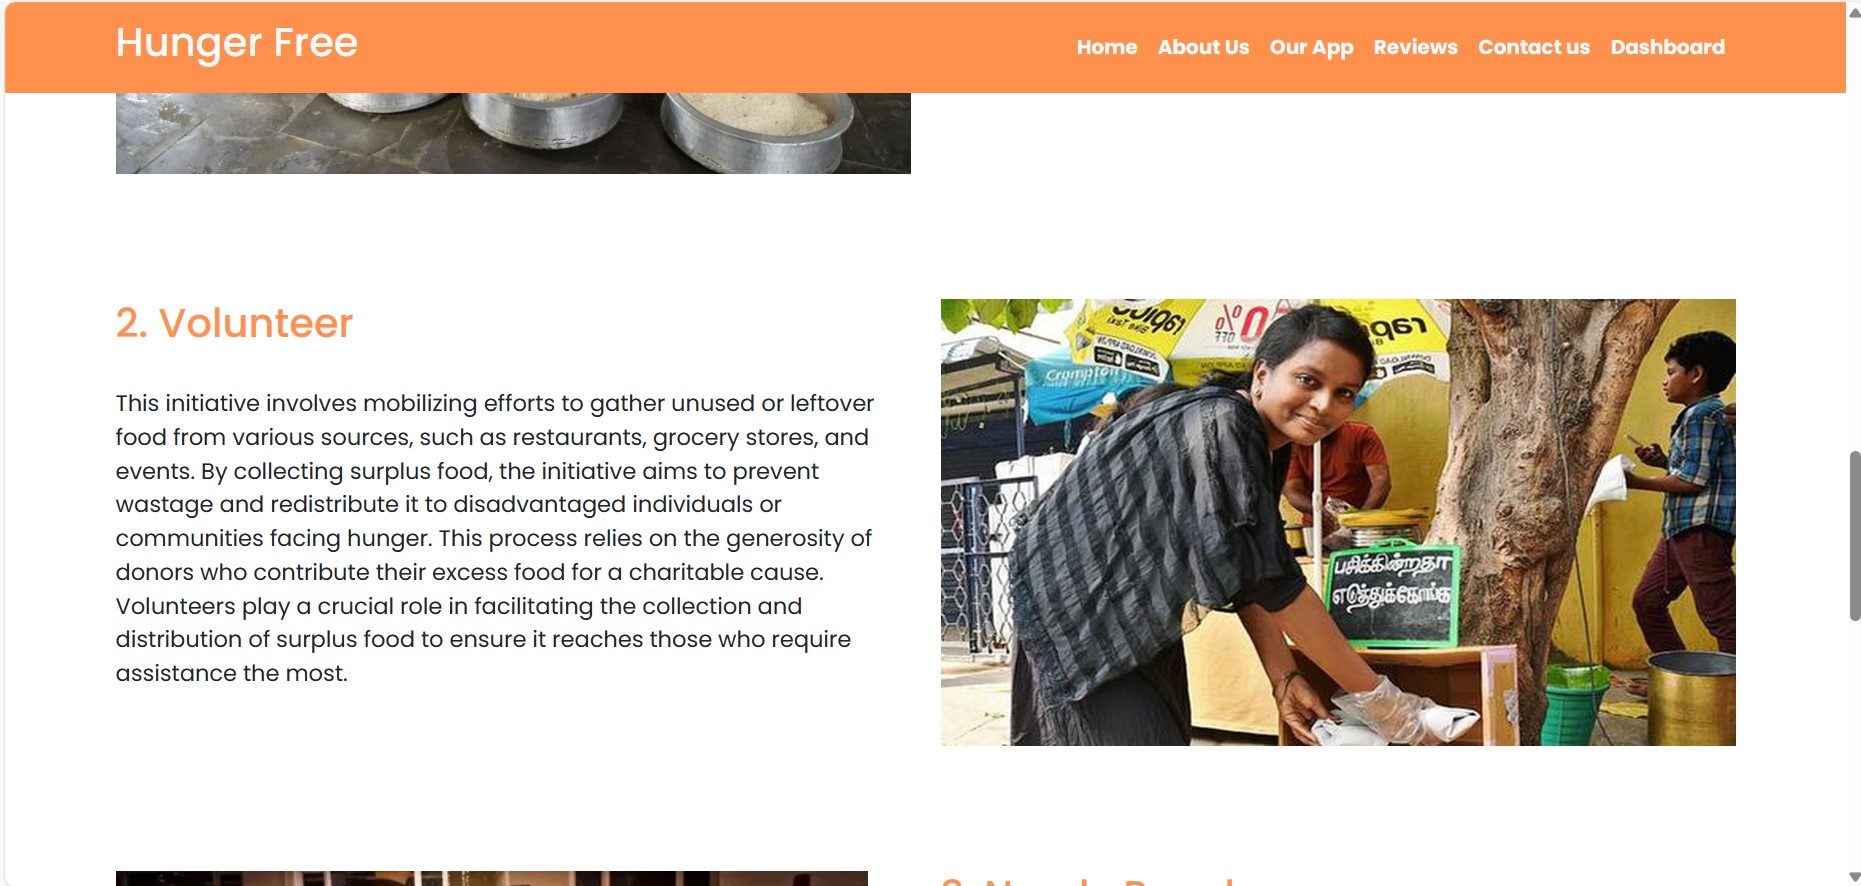 Hunger Free
Home About Us Our App Reviews Contact us Dashboard
2. Volunteer
This initiative involves mobilizing efforts to gather unused or leftover
food from various sources, such as restaurants, grocery stores, and
events. By collecting surplus food, the initiative aims to prevent
wastage and redistribute it to disadvantaged individuals or
communities facing hunger. This process relies on the generosity of
donors who contribute their excess food for a charitable cause.
Volunteers play a crucial role in facilitating the collection and
distribution of surplus food to ensure it reaches those who require
assistance the most.
Crompton
பசிக்கின்றதா
எடுத்துக்கோங்க